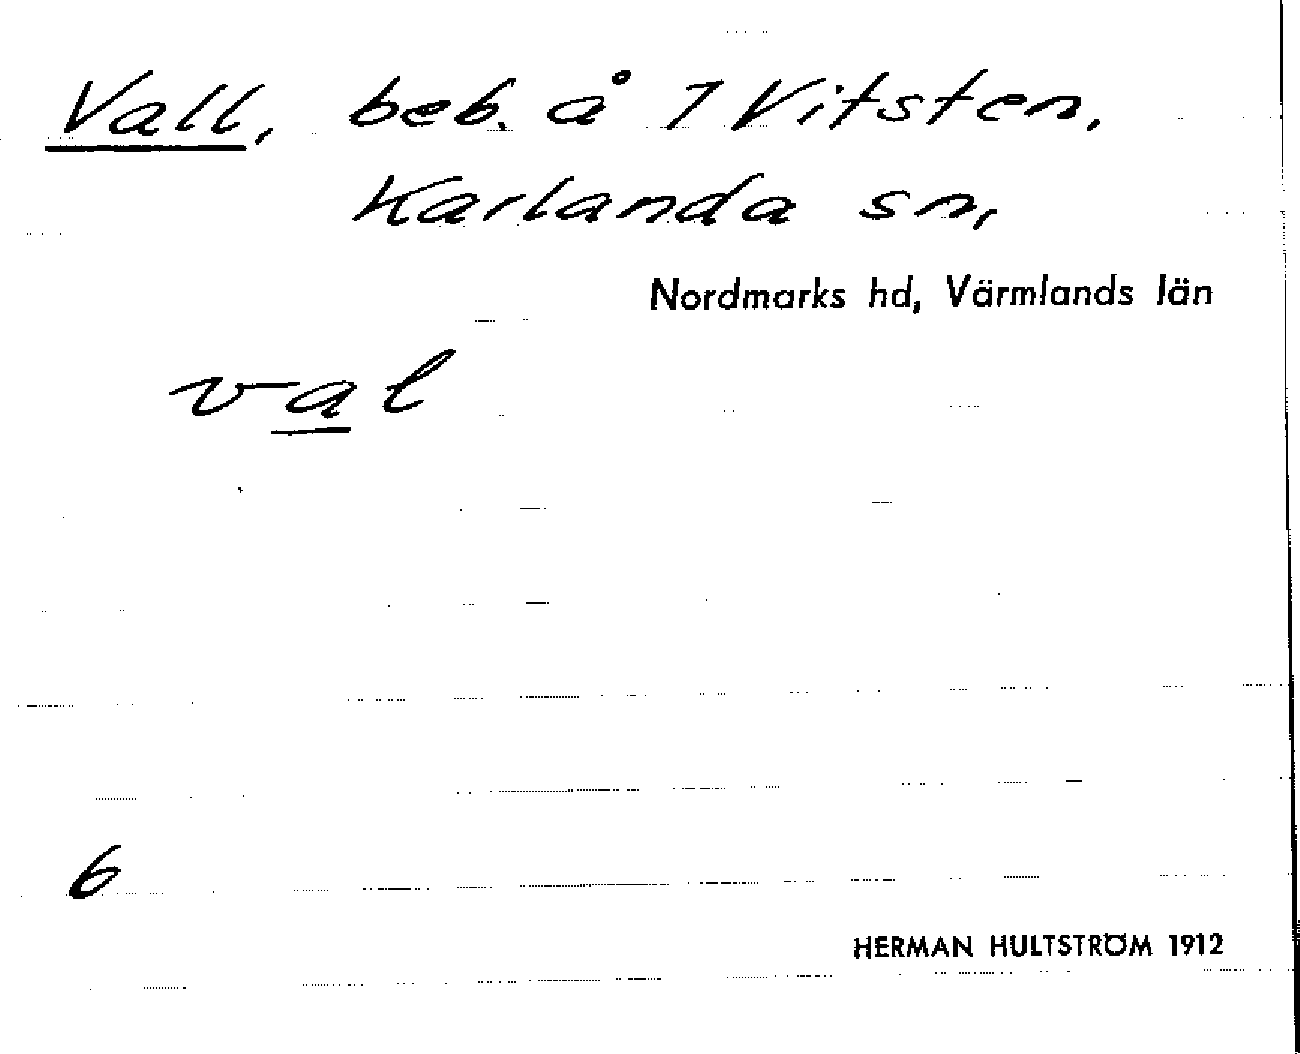 Vall, beb. å 1 Vitsten,
Karlanda sn,
Nordmarks hd, Värmlands län
val
6
HERMAN HULTSTRÖM 1912